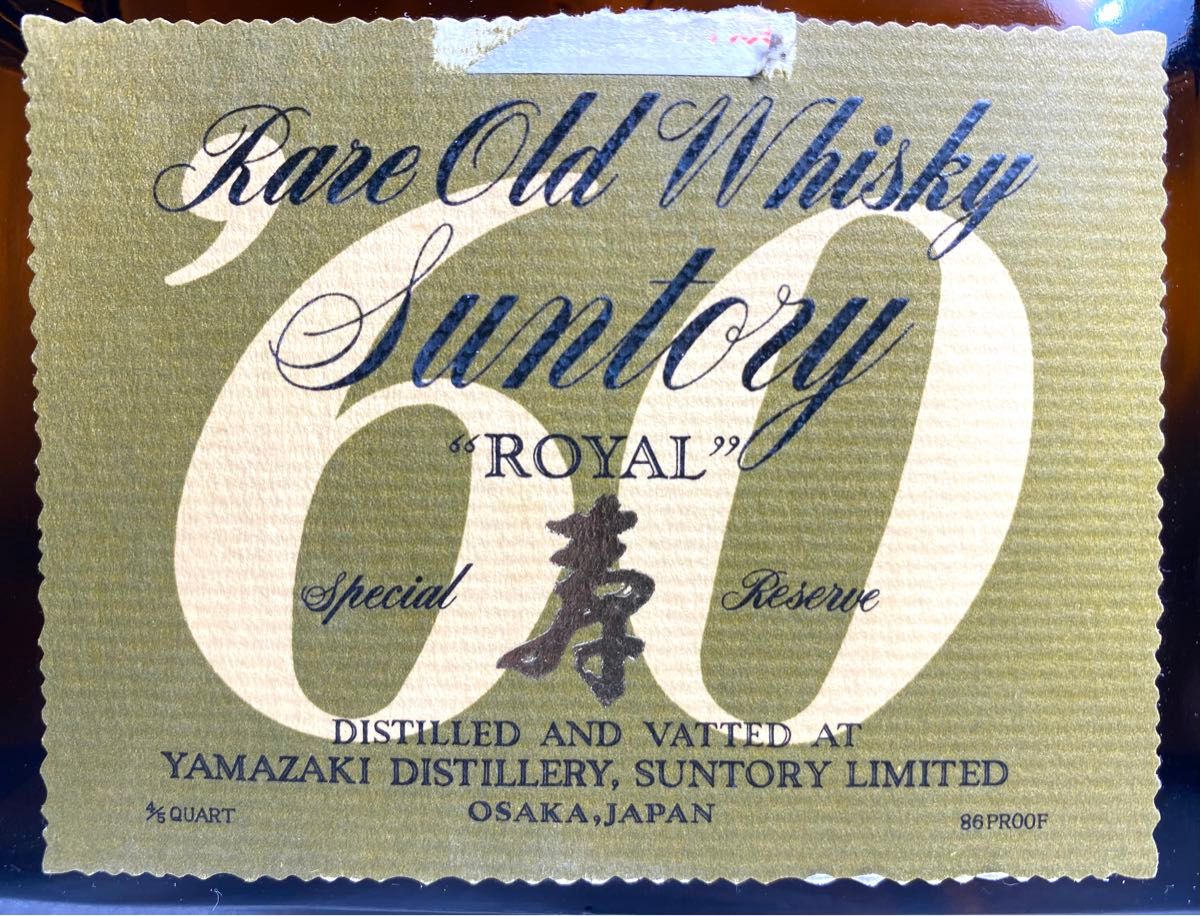 Rare Old Whisky
’60
Suntory
“ROYAL”
寿
Special Reserve
DISTILLED AND VATTED AT
YAMAZAKI DISTILLERY, SUNTORY LIMITED
OSAKA, JAPAN
4/5 QUART
86 PROOF